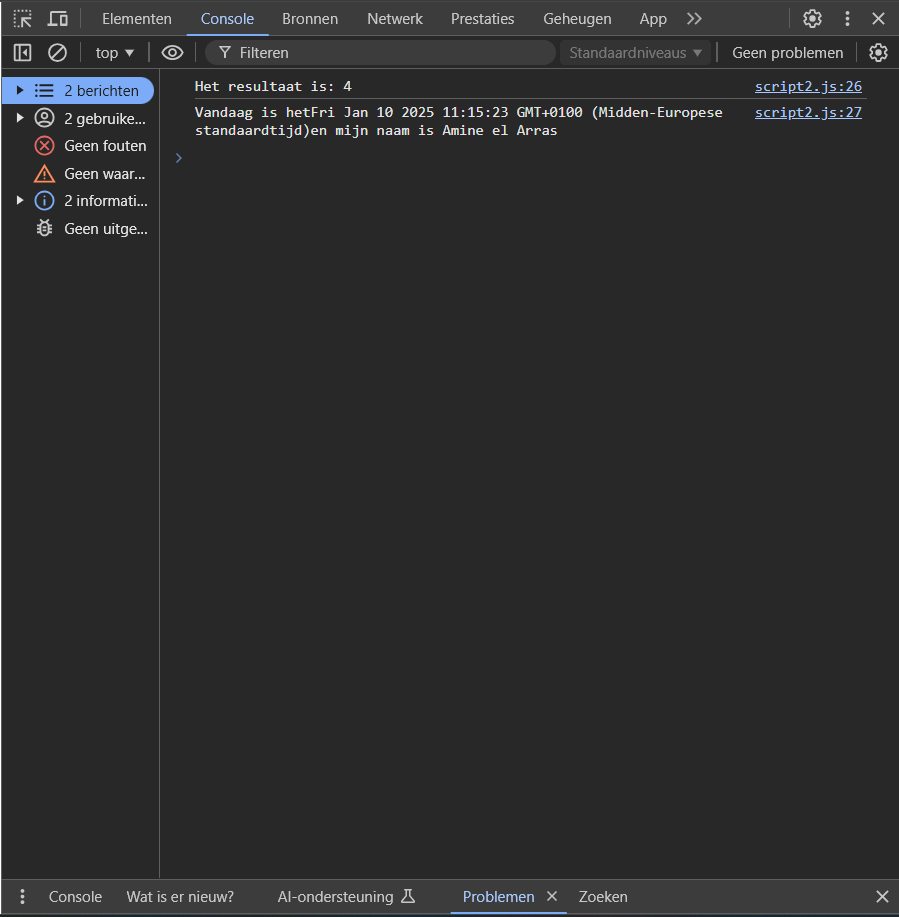 Elementen Console Bronnen Netwerk Prestaties Geheugen App
top Filteren Standaardniveaus Geen problemen
2 berichten
2 gebruike...
Geen fouten
Geen waar...
2 informati...
Geen uitge...
Het resultaat is: 4 script2.js:26
Vandaag is hetFri Jan 10 2025 11:15:23 GMT+0100 (Midden-Europese script2.js:27
standaardtijd)en mijn naam is Amine el Arras
Console Wat is er nieuw? AI-ondersteuning Problemen Zoeken